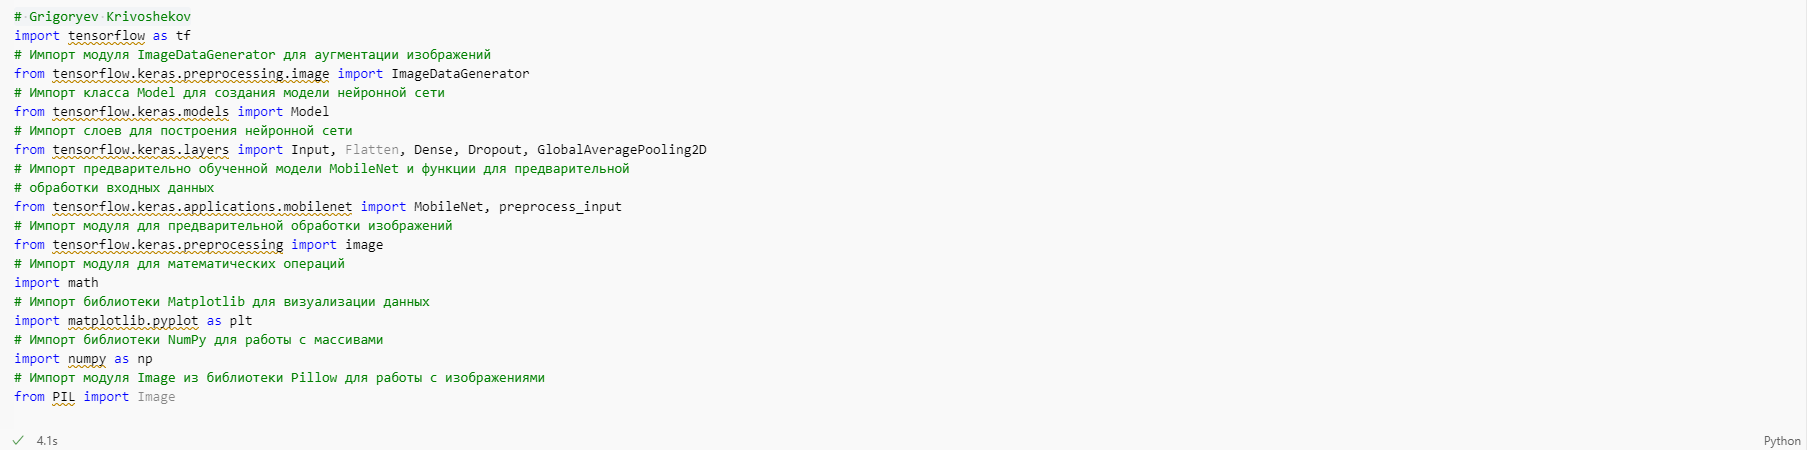 # Grigoryev Krivoshekov
import tensorflow as tf
# Импорт модуля ImageDataGenerator для аугментации изображений
from tensorflow.keras.preprocessing.image import ImageDataGenerator
# Импорт класса Model для создания модели нейронной сети
from tensorflow.keras.models import Model
# Импорт слоев для построения нейронной сети
from tensorflow.keras.layers import Input, Flatten, Dense, Dropout, GlobalAveragePooling2D
# Импорт предварительно обученной модели MobileNet и функции для предварительной
# обработки входных данных
from tensorflow.keras.applications.mobilenet import MobileNet, preprocess_input
# Импорт модуля для предварительной обработки изображений
from tensorflow.keras.preprocessing import image
# Импорт модуля для математических операций
import math
# Импорт библиотеки Matplotlib для визуализации данных
import matplotlib.pyplot as plt
# Импорт библиотеки NumPy для работы с массивами
import numpy as np
# Импорт модуля Image из библиотеки Pillow для работы с изображениями
from PIL import Image
4.1s
Python